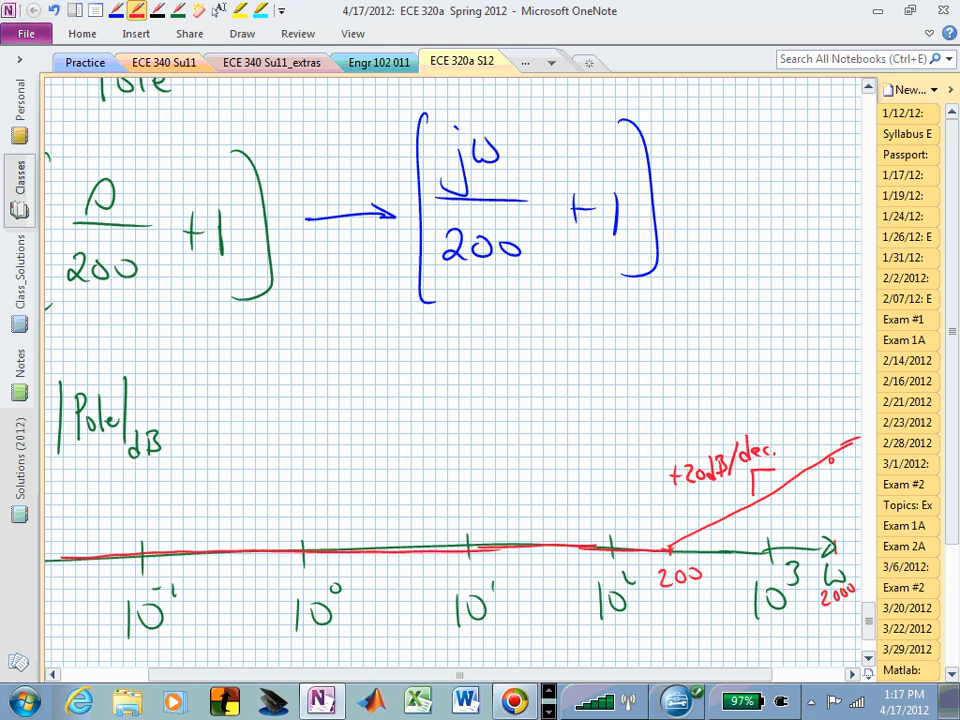 4/17/2012: ECE 320a Spring 2012 - Microsoft OneNote
File Home Insert Share Draw Review View
Practice ECE 340 Su11 ECE 340 Su11_extras Engr 102 011 ECE 320a S12 ...
Search All Notebooks (Ctrl+E)
Personal
Classes
Class_Solutions
Notes
Solutions (2012)
New...
1/12/12:
Syllabus E
Passport:
1/17/12:
1/19/12:
1/24/12:
1/26/12: E
1/31/12:
2/2/2012:
2/07/12: E
Exam #1
Exam 1A
2/14/2012
2/16/2012
2/21/2012
2/23/2012
2/28/2012
3/1/2012:
Exam #2
Topics: Ex
Exam 1A
Exam 2A
3/6/2012:
Exam #2
3/20/2012
3/22/2012
3/29/2012
Matlab:
Pole
s/200 + 1 → [jω/200 + 1]
|Pole|dB
+20dB/dec.
200
10^-1 10^0 10^1 10^2 10^3 ω
2000
97%
1:17 PM
4/17/2012